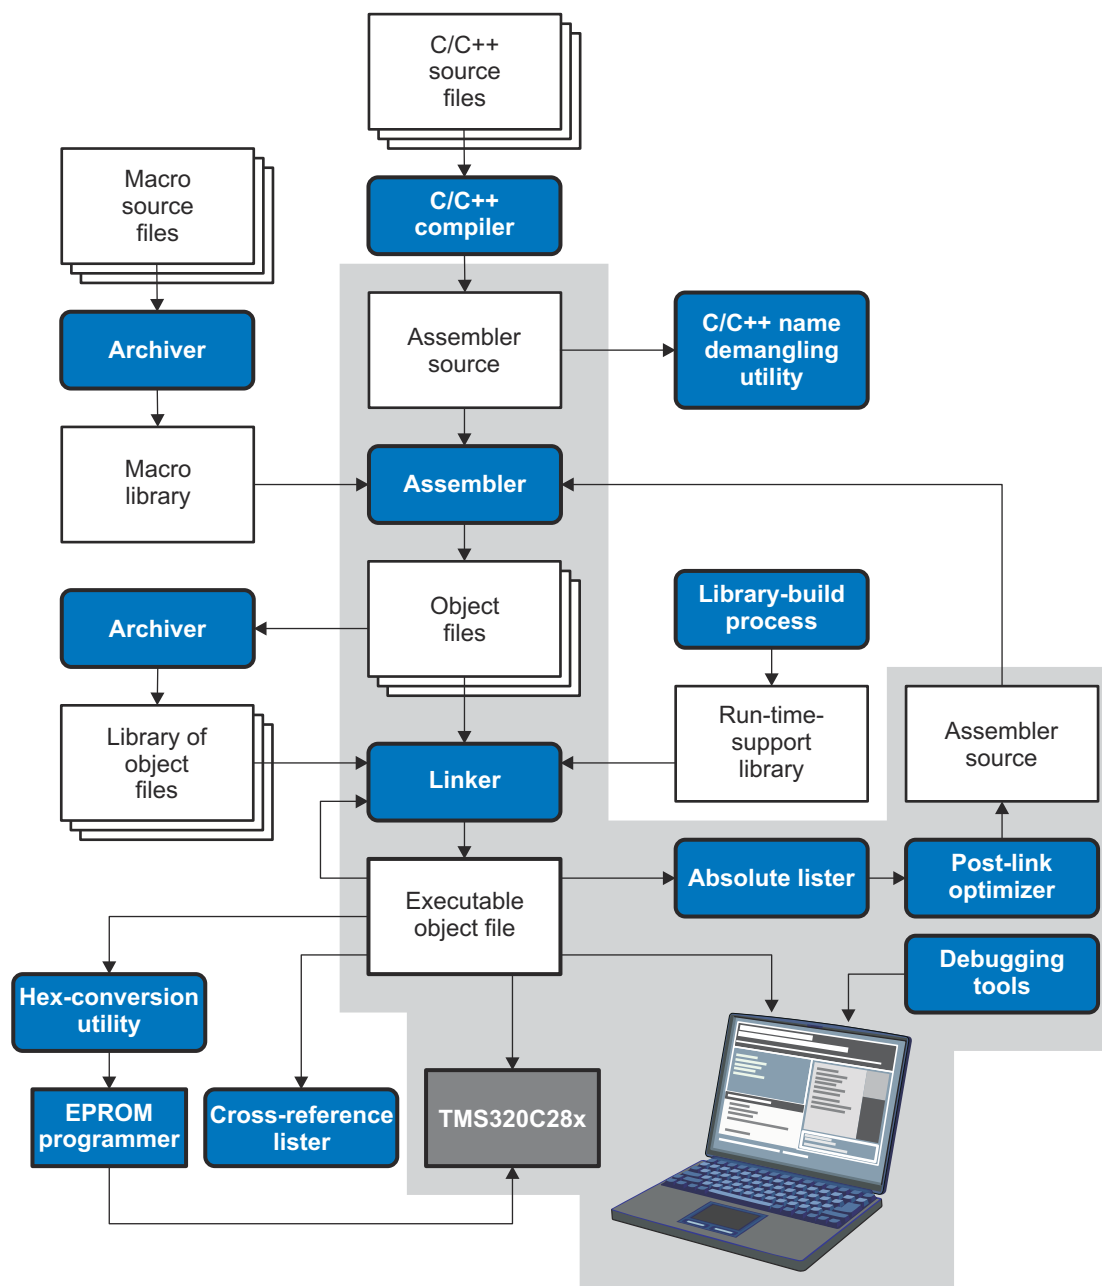 C/C++
source
files
Macro
source
files
C/C++
compiler
Archiver
Assembler
source
C/C++ name
demangling
utility
Macro
library
Assembler
Archiver
Object
files
Library-build
process
Library of
object
files
Linker
Run-time-
support
library
Assembler
source
Executable
object file
Absolute lister
Post-link
optimizer
Debugging
tools
Hex-conversion
utility
EPROM
programmer
Cross-reference
lister
TMS320C28x